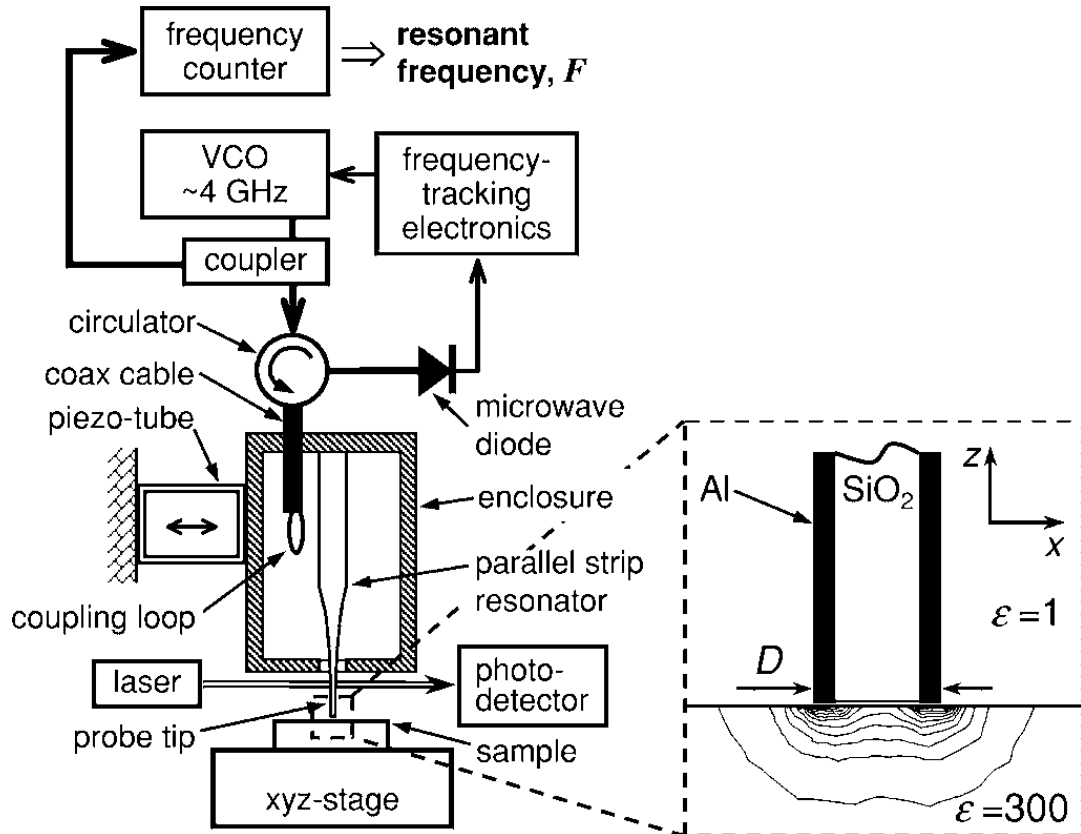 frequency
counter
⇒ resonant
frequency, F
VCO
~4 GHz
frequency-
tracking
electronics
coupler
circulator
coax cable
piezo-tube
microwave
diode
enclosure
parallel strip
resonator
coupling loop
laser
photo-
detector
probe tip
sample
xyz-stage
Al
SiO₂
z
x
ε=1
D
ε=300